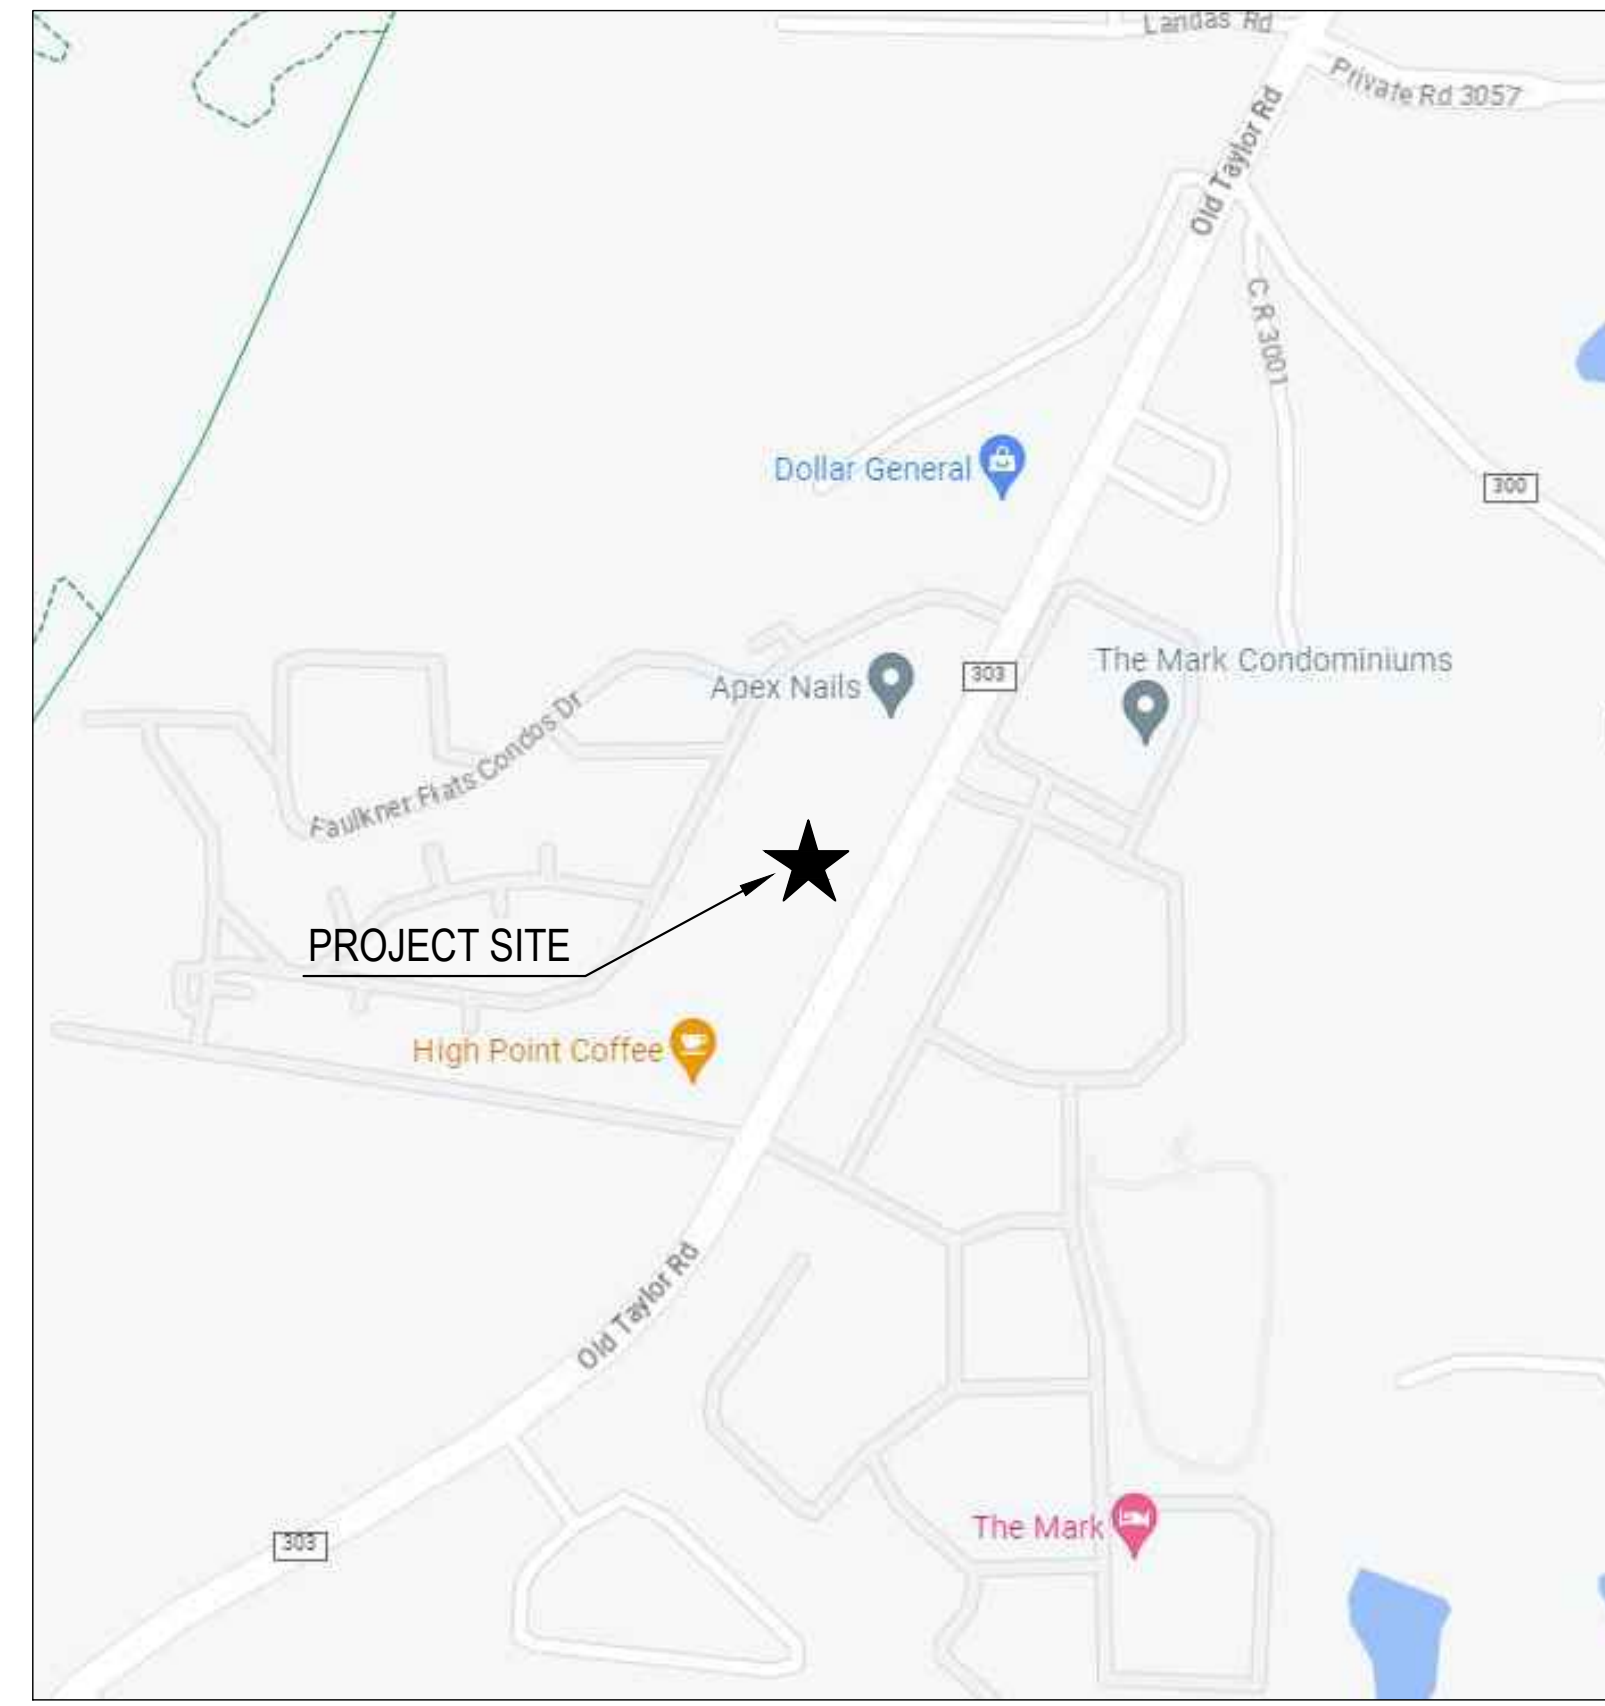 Landas Rd
Private Rd 3057
Old Taylor Rd
C R 3001
Dollar General
300
The Mark Condominiums
303
Apex Nails
Faulkner Flats Condos Dr
PROJECT SITE
High Point Coffee
Old Taylor Rd
The Mark
303